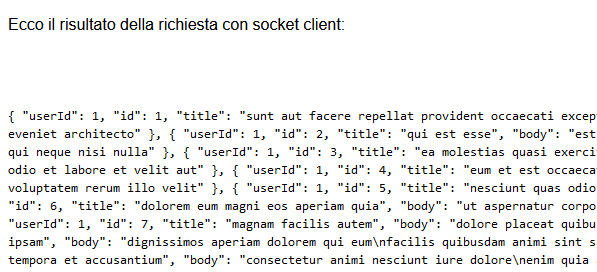 Ecco il risultato della richiesta con socket client:
{ "userId": 1, "id": 1, "title": "sunt aut facere repellat provident occaecati excep
eveniet architecto" }, { "userId": 1, "id": 2, "title": "qui est esse", "body": "est
qui neque nisi nulla" }, { "userId": 1, "id": 3, "title": "ea molestias quasi exerci
odio et labore et velit aut" }, { "userId": 1, "id": 4, "title": "eum et est occaeca
voluptatem rerum illo velit" }, { "userId": 1, "id": 5, "title": "nesciunt quas odio
"id": 6, "title": "dolorem eum magni eos aperiam quia", "body": "ut aspernatur corpo
"userId": 1, "id": 7, "title": "magnam facilis autem", "body": "dolore placeat quibu
ipsam", "body": "dignissimos aperiam dolorem qui eum\nfacilis quibusdam animi sint s
tempora et accusantium", "body": "consectetur animi nesciunt iure dolore\nenim quia